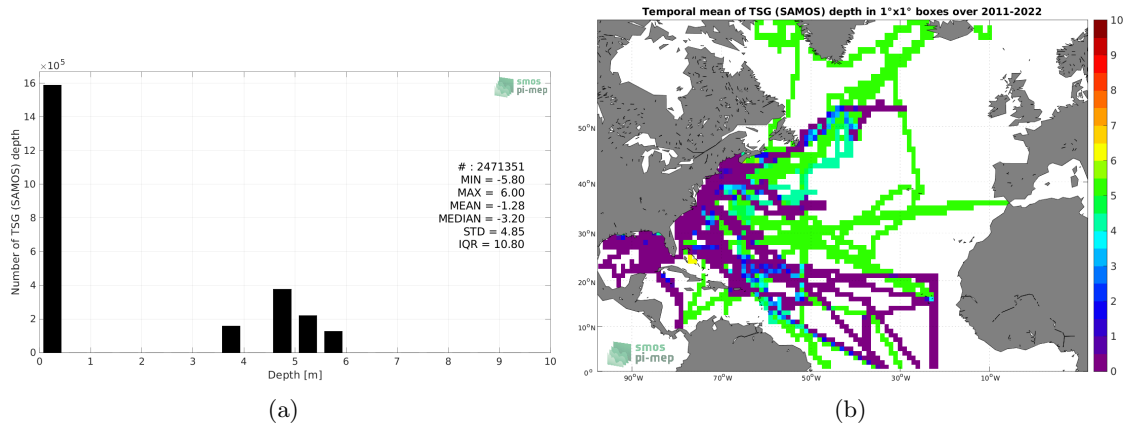 ×10⁵
16
14
12
10
8
6
4
2
0
Number of TSG (SAMOS) depth
0 1 2 3 4 5 6 7 8 9 10
Depth [m]
smos
pi-mep
# : 2471351
MIN = -5.80
MAX = 6.00
MEAN = -1.28
MEDIAN = -3.20
STD = 4.85
IQR = 10.80
(a)
Temporal mean of TSG (SAMOS) depth in 1°x1° boxes over 2011-2022
50°N
40°N
30°N
20°N
10°N
0°
90°W 70°W 50°W 30°W 10°W
smos
pi-mep
10
9
8
7
6
5
4
3
2
1
0
(b)